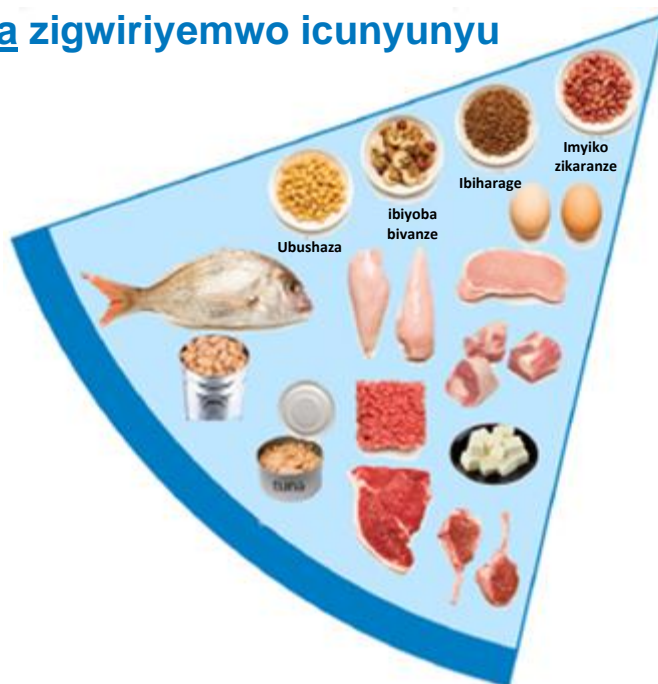 a zigwiriyemwo icunyunyu
Imyiko
zikaranze
Ibiharage
ibiyoba
bivanze
Ubushaza
tuna